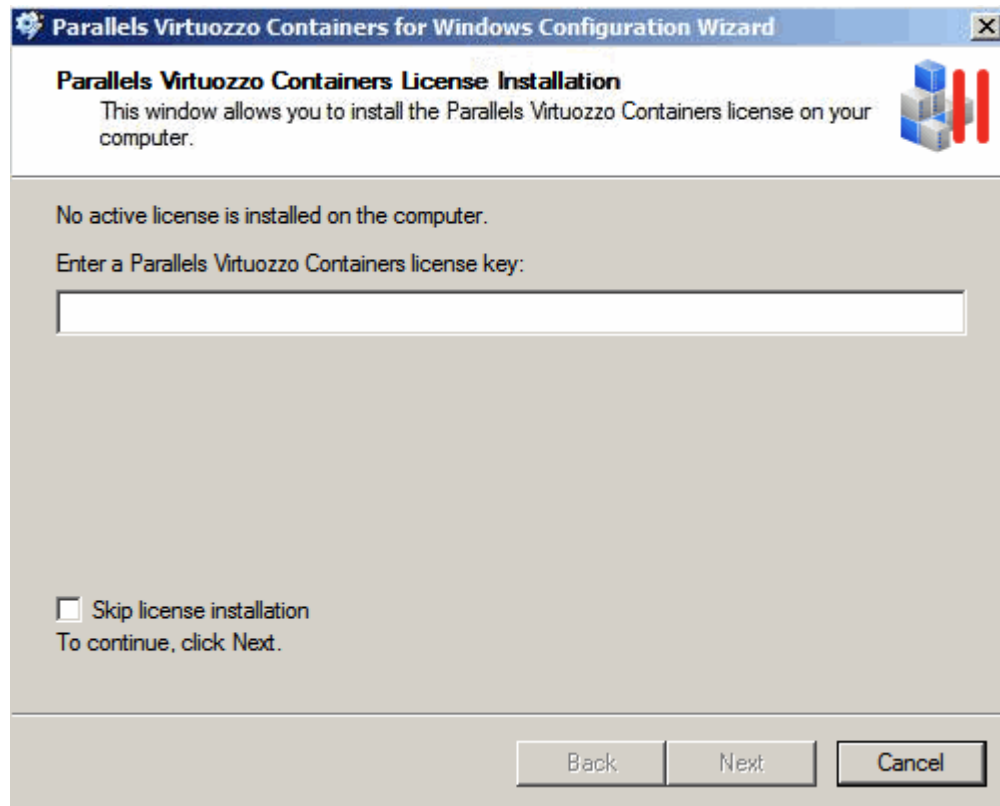 Parallels Virtuozzo Containers for Windows Configuration Wizard
Parallels Virtuozzo Containers License Installation
This window allows you to install the Parallels Virtuozzo Containers license on your
computer.
No active license is installed on the computer.
Enter a Parallels Virtuozzo Containers license key:
Skip license installation
To continue, click Next.
Back Next Cancel